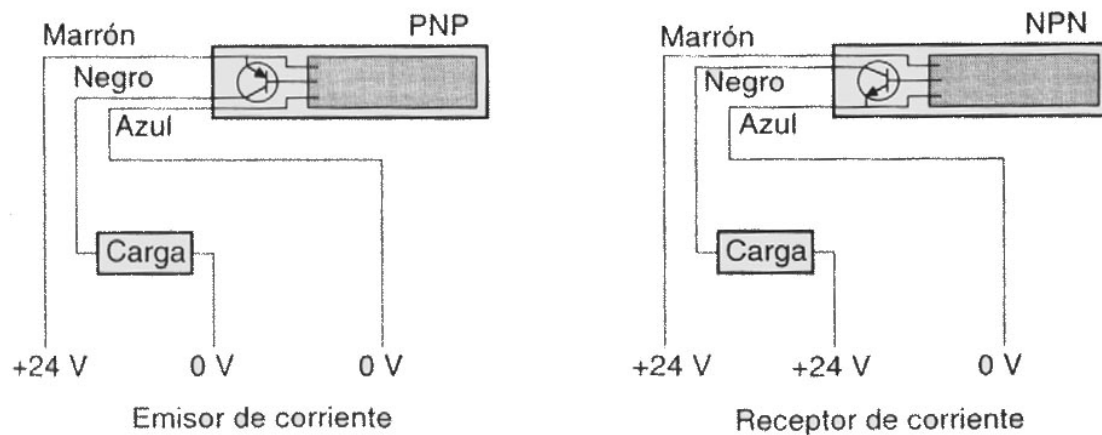 PNP
Marrón
Negro
Azul
Carga
+24 V 0 V 0 V
Emisor de corriente
NPN
Marrón
Negro
Azul
Carga
+24 V +24 V 0 V
Receptor de corriente